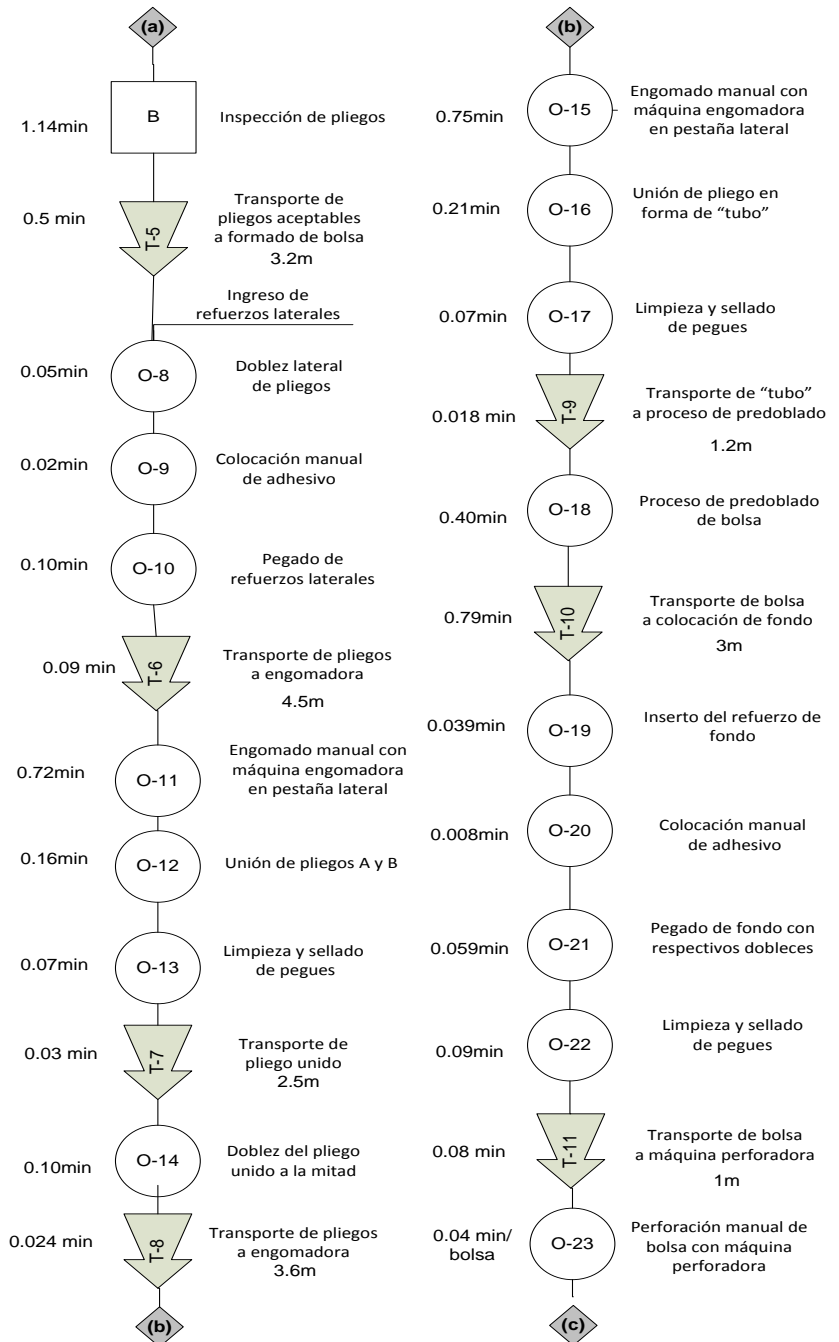 (a)
1.14min
B
Inspección de pliegos
0.5 min
T-5
Transporte de
pliegos aceptables
a formado de bolsa
3.2m
Ingreso de
refuerzos laterales
0.05min
O-8
Doblez lateral
de pliegos
0.02min
O-9
Colocación manual
de adhesivo
0.10min
O-10
Pegado de
refuerzos laterales
0.09 min
T-6
Transporte de pliegos
a engomadora
4.5m
0.72min
O-11
Engomado manual con
máquina engomadora
en pestaña lateral
0.16min
O-12
Unión de pliegos A y B
0.07min
O-13
Limpieza y sellado
de pegues
0.03 min
T-7
Transporte de
pliego unido
2.5m
0.10min
O-14
Doblez del pliego
unido a la mitad
0.024 min
T-8
Transporte de pliegos
a engomadora
3.6m
(b)
(b)
0.75min
O-15
Engomado manual con
máquina engomadora
en pestaña lateral
0.21min
O-16
Unión de pliego en
forma de “tubo”
0.07min
O-17
Limpieza y sellado
de pegues
0.018 min
T-9
Transporte de “tubo”
a proceso de predoblado
1.2m
0.40min
O-18
Proceso de predoblado
de bolsa
0.79min
T-10
Transporte de bolsa
a colocación de fondo
3m
0.039min
O-19
Inserto del refuerzo de
fondo
0.008min
O-20
Colocación manual
de adhesivo
0.059min
O-21
Pegado de fondo con
respectivos dobleces
0.09min
O-22
Limpieza y sellado
de pegues
0.08 min
T-11
Transporte de bolsa
a máquina perforadora
1m
0.04 min/
bolsa
O-23
Perforación manual de
bolsa con máquina
perforadora
(c)